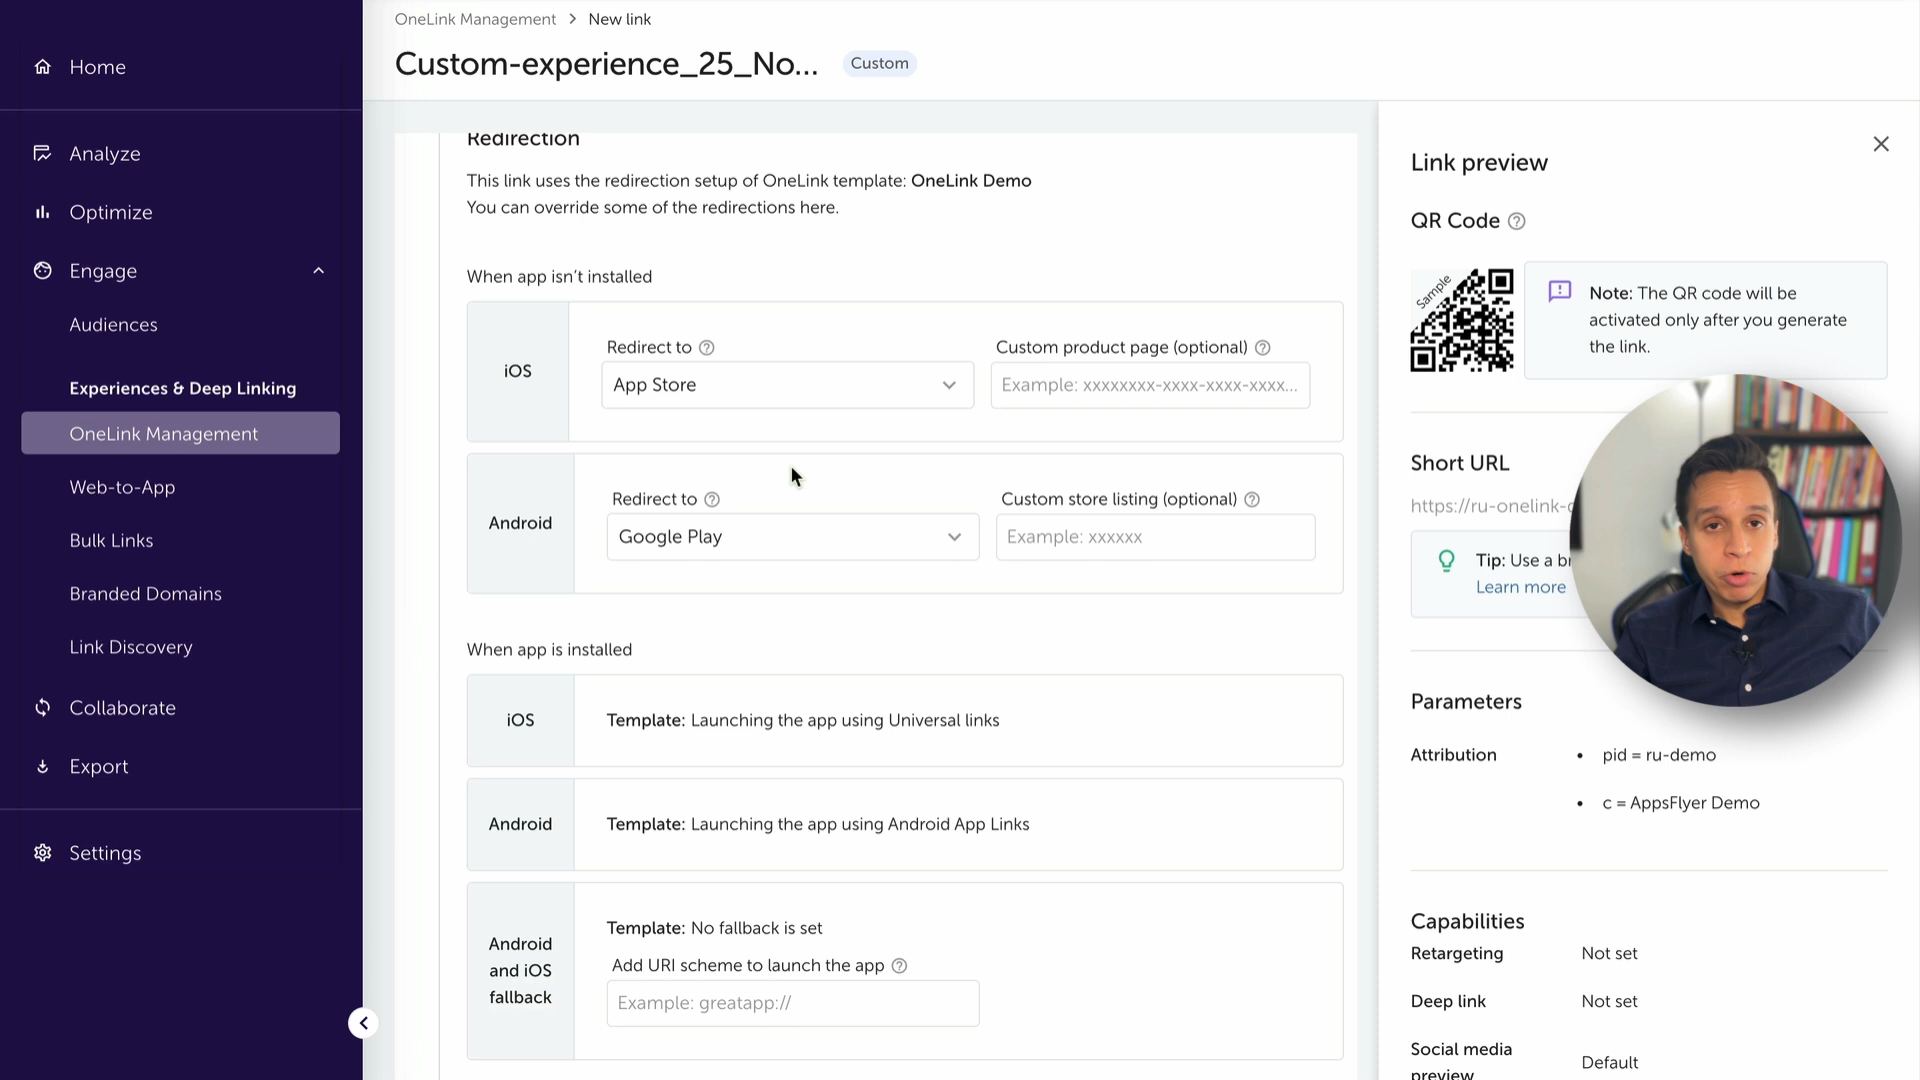 OneLink Management > New link
Custom-experience_25_No...
Custom
Home
Analyze
Optimize
Engage
Audiences
Experiences & Deep Linking
OneLink Management
Web-to-App
Bulk Links
Branded Domains
Link Discovery
Collaborate
Export
Settings
Redirection
This link uses the redirection setup of OneLink template: OneLink Demo
You can override some of the redirections here.
When app isn't installed
iOS
Redirect to
App Store
Custom product page (optional)
Example: xxxxxxxx-xxxx-xxxx-xxxx...
Android
Redirect to
Google Play
Custom store listing (optional)
Example: xxxxxx
When app is installed
iOS
Template: Launching the app using Universal links
Android
Template: Launching the app using Android App Links
Android
and iOS
fallback
Template: No fallback is set
Add URI scheme to launch the app
Example: greatapp://
Link preview
QR Code
Sample
Note: The QR code will be
activated only after you generate
the link.
Short URL
https://ru-onelink-
Tip: Use a
Learn more
Parameters
Attribution
• pid = ru-demo
• c = AppsFlyer Demo
Capabilities
Retargeting Not set
Deep link Not set
Social media
preview
Default